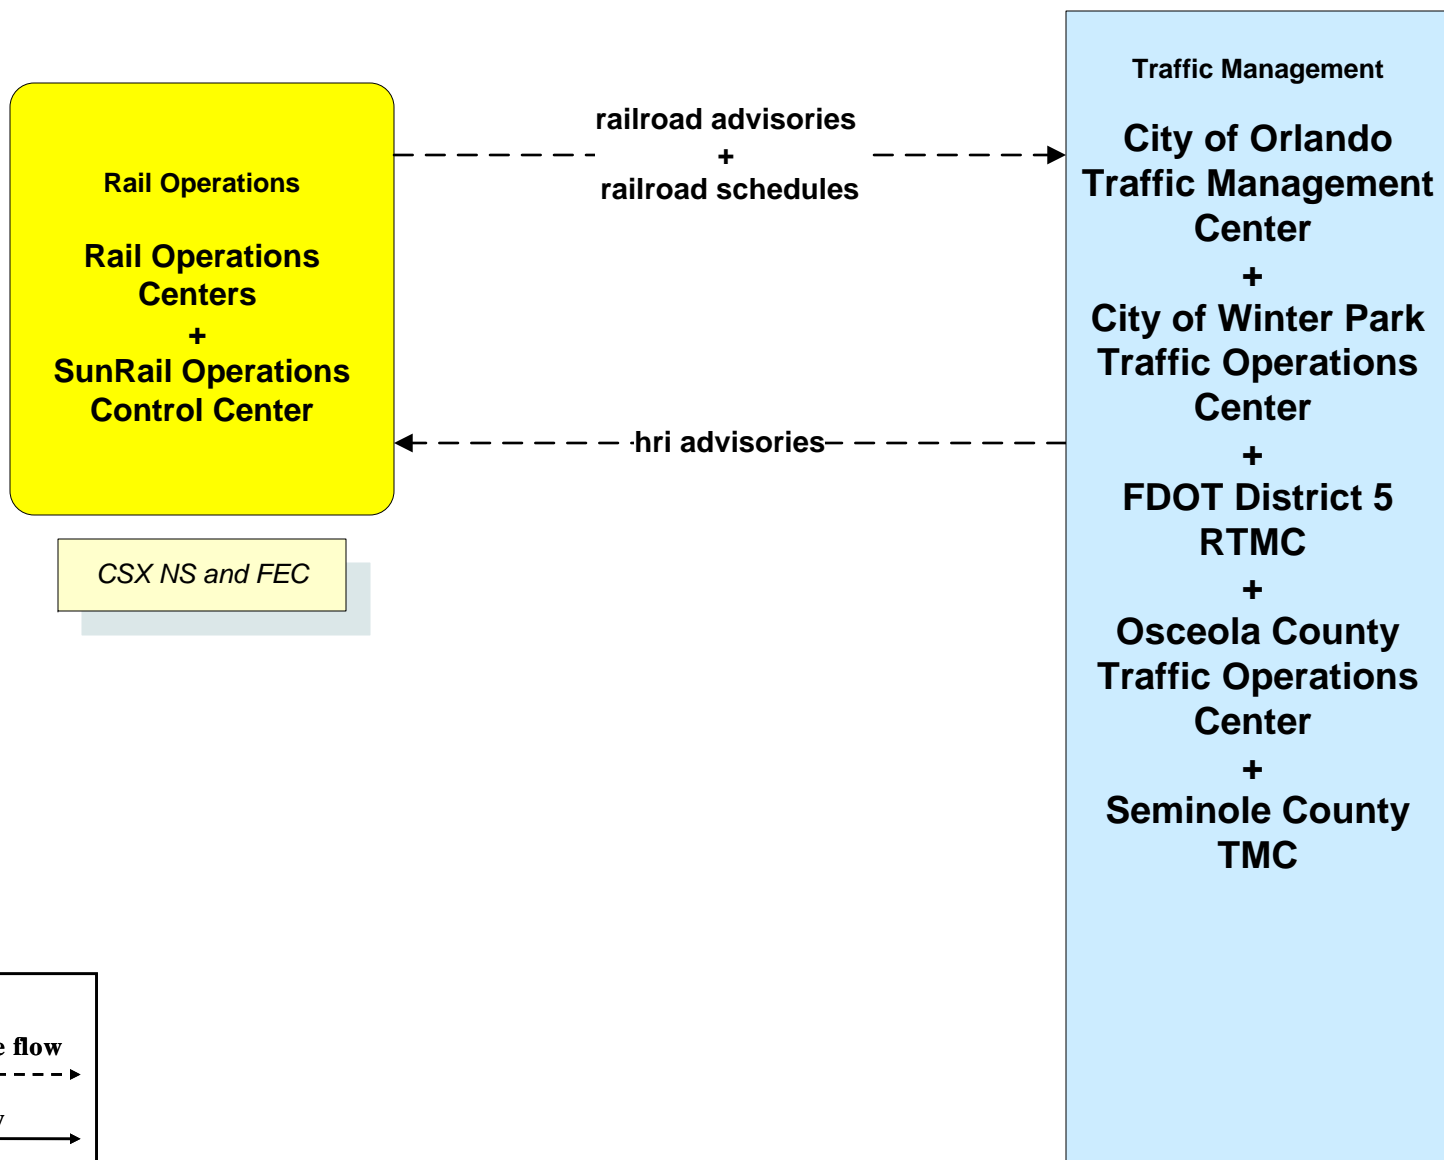 Rail Operations
Rail Operations
Centers
+
SunRail Operations
Control Center
CSX NS and FEC
railroad advisories
+
railroad schedules
hri advisories
Traffic Management
City of Orlando
Traffic Management
Center
+
City of Winter Park
Traffic Operations
Center
+
FDOT District 5
RTMC
+
Osceola County
Traffic Operations
Center
+
Seminole County
TMC
flow